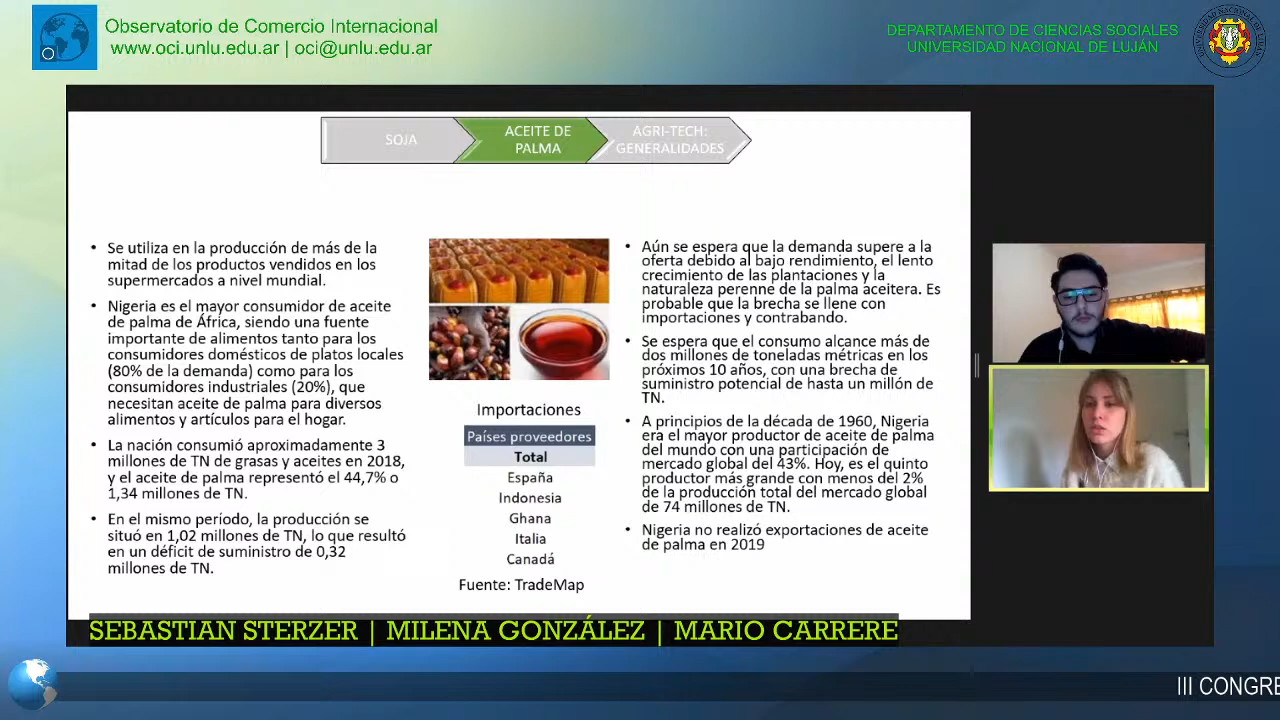 Observatorio de Comercio Internacional
www.oci.unlu.edu.ar | oci@unlu.edu.ar
DEPARTAMENTO DE CIENCIAS SOCIALES
UNIVERSIDAD NACIONAL DE LUJÁN
SOJA
ACEITE DE
PALMA
AGRI-TECH:
GENERALIDADES
• Se utiliza en la producción de más de la
mitad de los productos vendidos en los
supermercados a nivel mundial.
• Nigeria es el mayor consumidor de aceite
de palma de África, siendo una fuente
importante de alimentos tanto para los
consumidores domésticos de platos locales
(80% de la demanda) como para los
consumidores industriales (20%), que
necesitan aceite de palma para diversos
alimentos y artículos para el hogar.
• La nación consumió aproximadamente 3
millones de TN de grasas y aceites en 2018,
y el aceite de palma representó el 44,7% o
1,34 millones de TN.
• En el mismo período, la producción se
situó en 1,02 millones de TN, lo que resultó
en un déficit de suministro de 0,32
millones de TN.
Importaciones
Países proveedores
Total
España
Indonesia
Ghana
Italia
Canadá
Fuente: TradeMap
• Aún se espera que la demanda supere a la
oferta debido al bajo rendimiento, el lento
crecimiento de las plantaciones y la
naturaleza perenne de la palma aceitera. Es
probable que la brecha se llene con
importaciones y contrabando.
• Se espera que el consumo alcance más de
dos millones de toneladas métricas en los
próximos 10 años, con una brecha de
suministro potencial de hasta un millón de
TN.
• A principios de la década de 1960, Nigeria
era el mayor productor de aceite de palma
del mundo con una participación de
mercado global del 43%. Hoy, es el quinto
productor más grande con menos del 2%
de la producción total del mercado global
de 74 millones de TN.
• Nigeria no realizó exportaciones de aceite
de palma en 2019
SEBASTIAN STERZER | MILENA GONZÁLEZ | MARIO CARRERE
III CONGRE